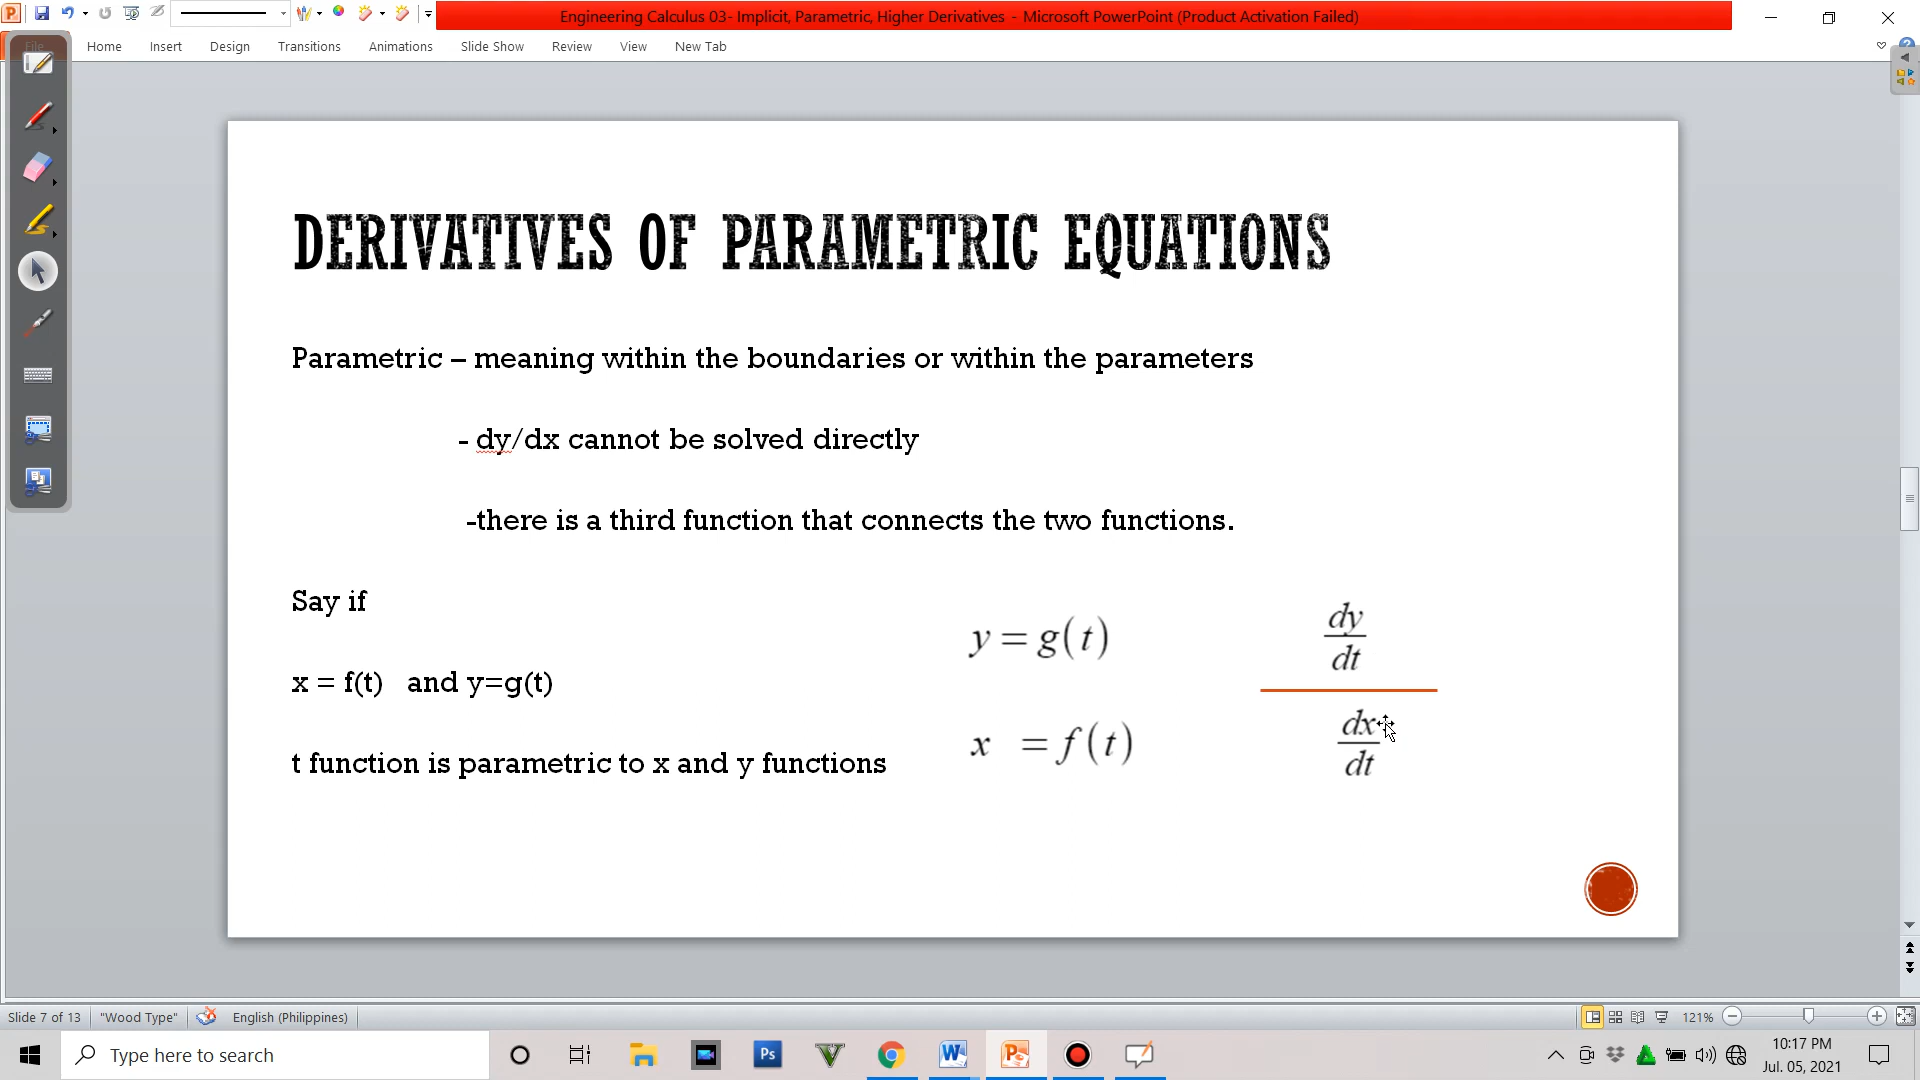 Engineering Calculus 03- Implicit, Parametric, Higher Derivatives - Microsoft PowerPoint (Product Activation Failed)
File Home Insert Design Transitions Animations Slide Show Review View New Tab
DERIVATIVES OF PARAMETRIC EQUATIONS
Parametric – meaning within the boundaries or within the parameters
- dy/dx cannot be solved directly
-there is a third function that connects the two functions.
Say if
x = f(t) and y=g(t)
t function is parametric to x and y functions
y = g(t)
x = f(t)
dy
dt
dx
dt
Slide 7 of 13 "Wood Type" English (Philippines) 121%
Type here to search
Ps
10:17 PM
Jul. 05, 2021